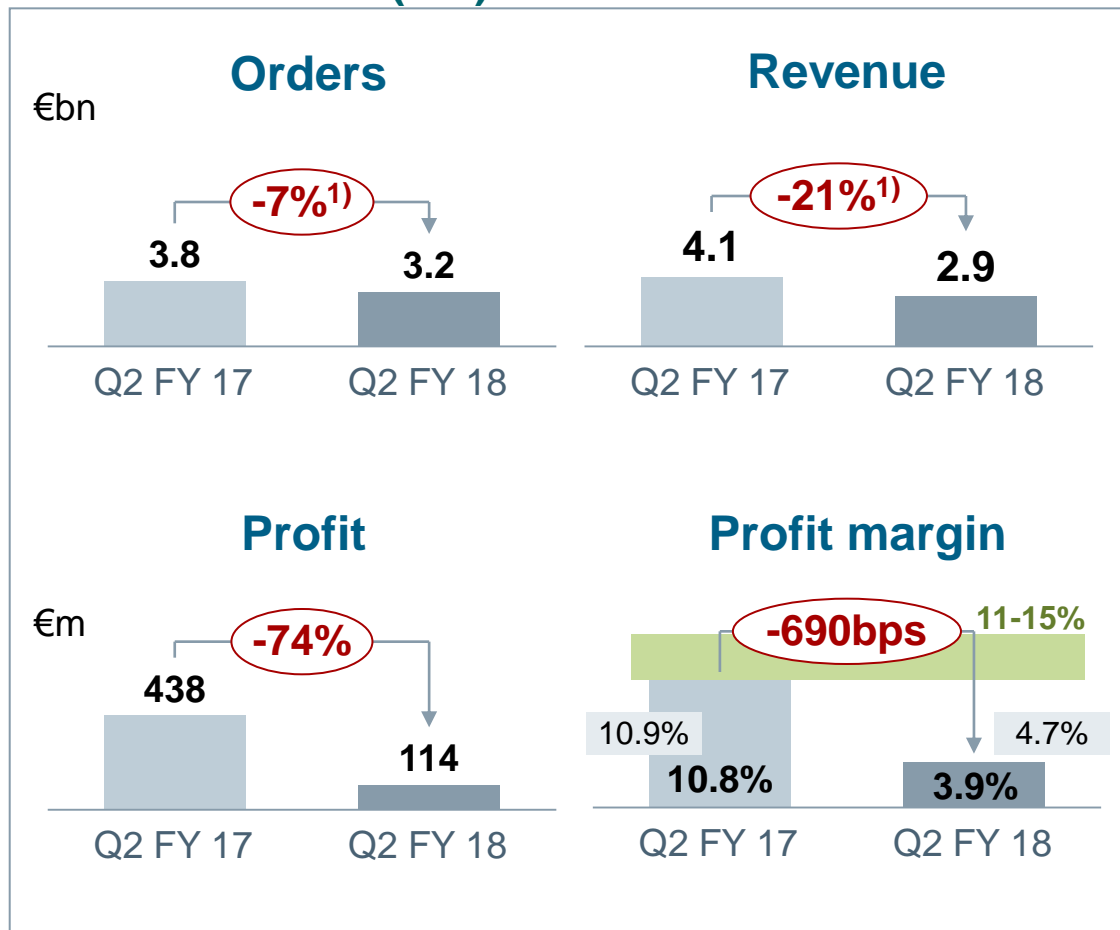 Orders
Revenue
€bn
-7%1)
-21%1)
3.8
3.2
4.1
2.9
Q2 FY 17
Q2 FY 18
Q2 FY 17
Q2 FY 18
Profit
Profit margin
€m
-74%
-690bps
11-15%
438
114
10.9%
10.8%
4.7%
3.9%
Q2 FY 17
Q2 FY 18
Q2 FY 17
Q2 FY 18